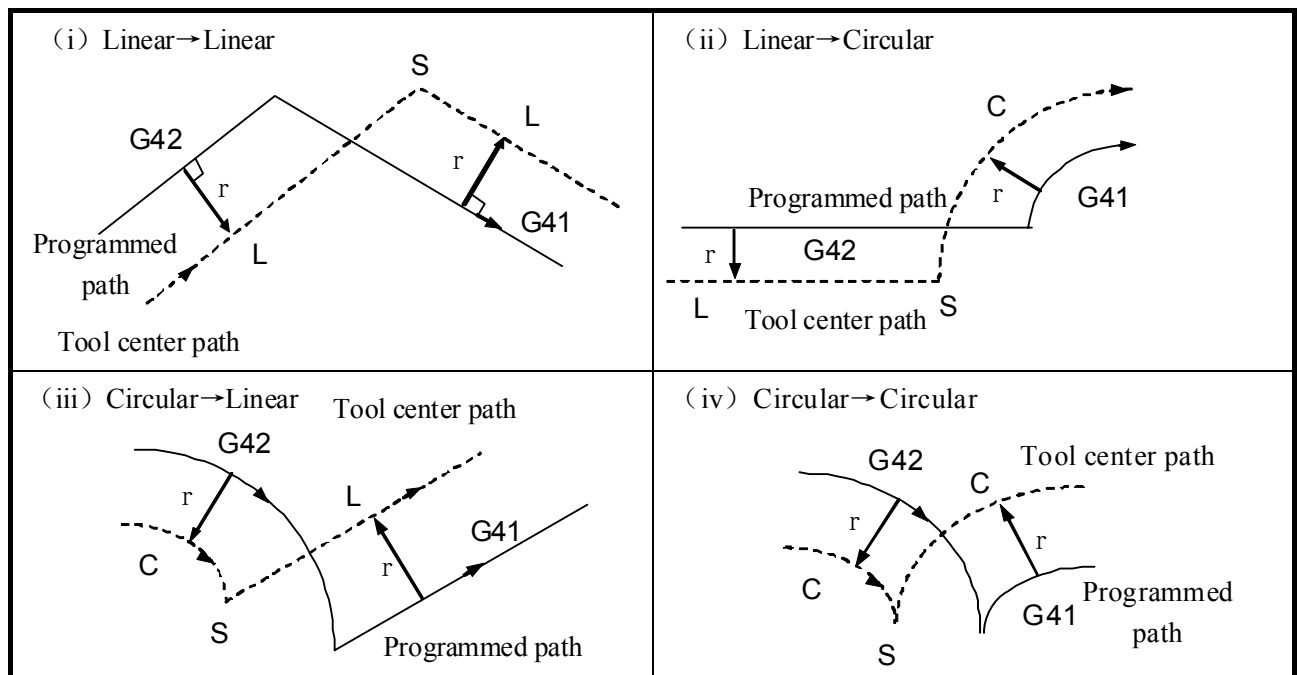 (i) Linear→Linear
S
L
G42
r
r
G41
Programmed
path
L
Tool center path
(ii) Linear→Circular
C
Programmed path
r
G41
r
G42
L
S
Tool center path
(iii) Circular→Linear
Tool center path
G42
r
L
G41
C
r
S
Programmed path
(iv) Circular→Circular
G42
C
Tool center path
r
r
C
G41
Programmed
path
S